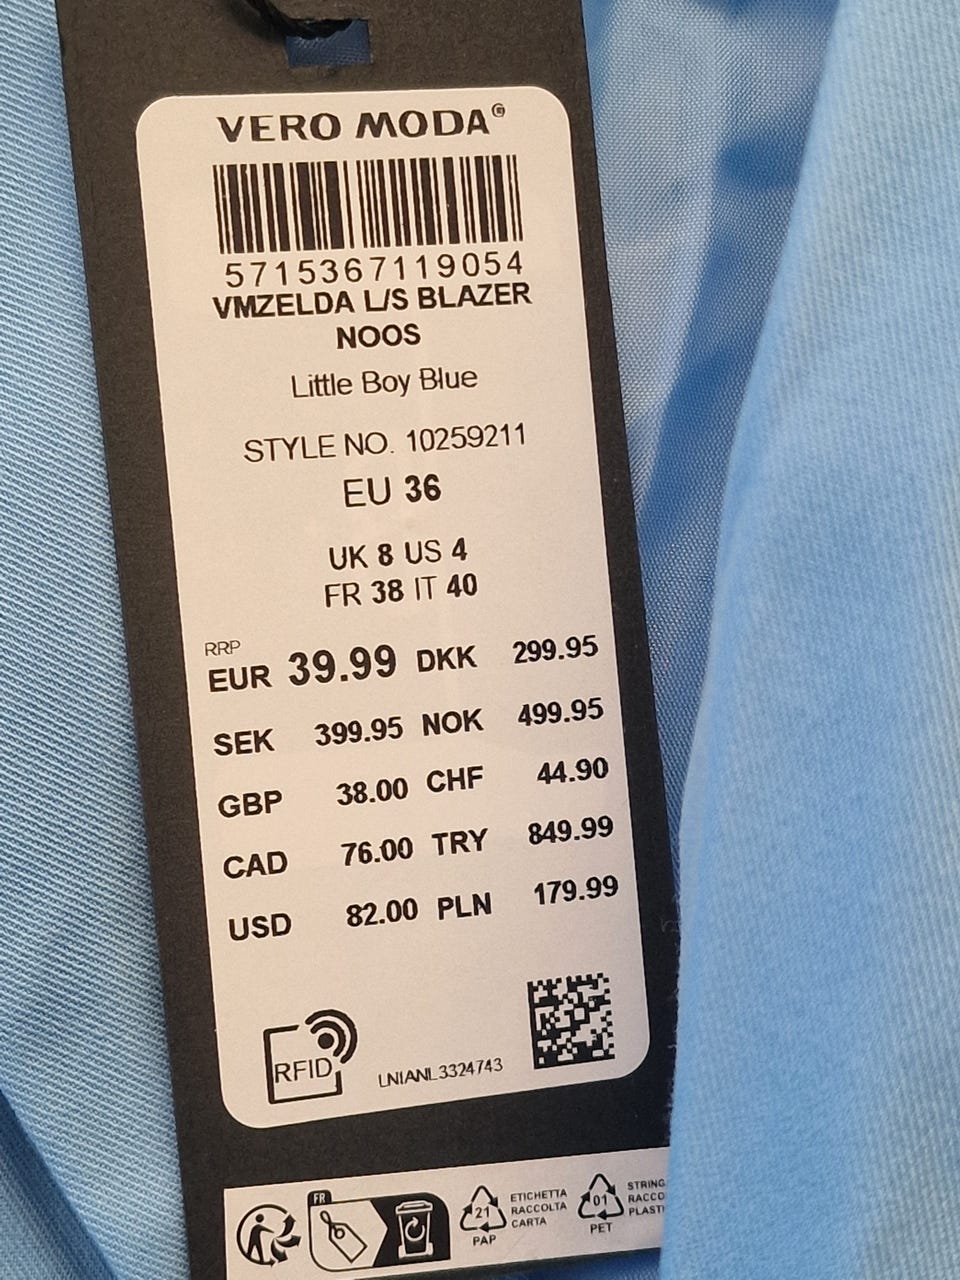 VERO MODA®
5715367119054
VMZELDA L/S BLAZER
NOOS
Little Boy Blue
STYLE NO. 10259211
EU 36
UK 8 US 4
FR 38 IT 40
RRP
EUR 39.99 DKK 299.95
SEK 399.95 NOK 499.95
GBP 38.00 CHF 44.90
CAD 76.00 TRY 849.99
USD 82.00 PLN 179.99
RFID
LNIANL3324743
FR
21
PAP
ETICHETTA
RACCOLTA
CARTA
01
PET
STRING
RACCO
PLASTI